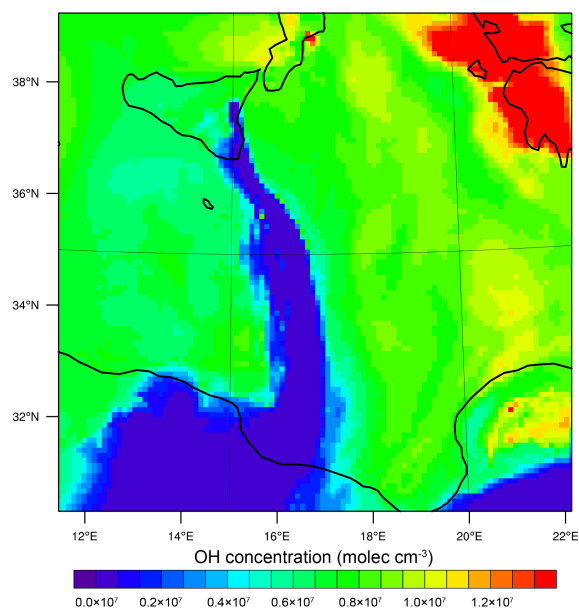 38°N
36°N
34°N
32°N
12°E 14°E 16°E 18°E 20°E 22°E
OH concentration (molec cm⁻³)
0.0×10⁷ 0.2×10⁷ 0.4×10⁷ 0.6×10⁷ 0.8×10⁷ 1.0×10⁷ 1.2×10⁷